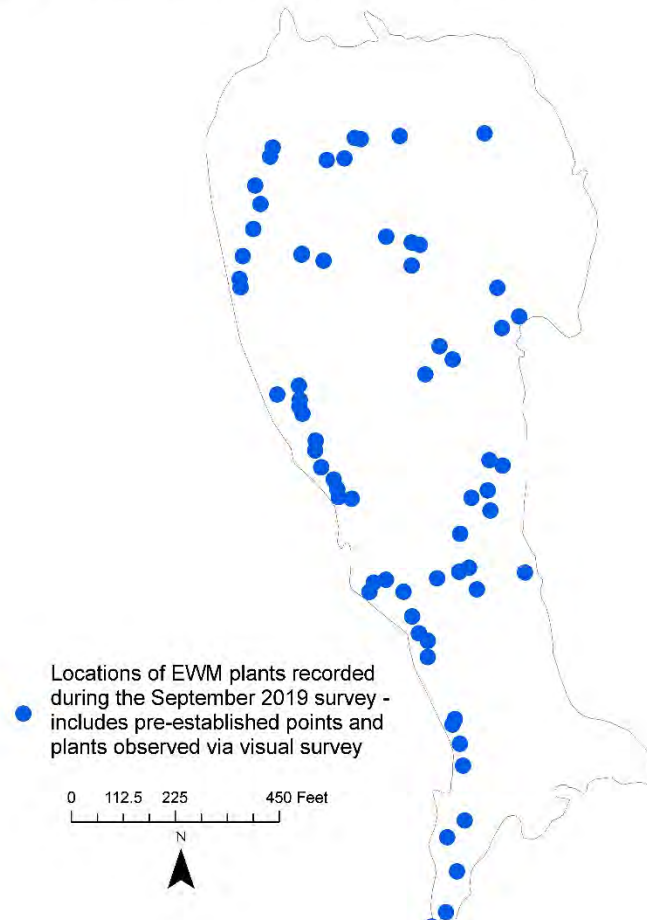 Locations of EWM plants recorded
during the September 2019 survey -
includes pre-established points and
plants observed via visual survey
0 112.5 225 450 Feet
N